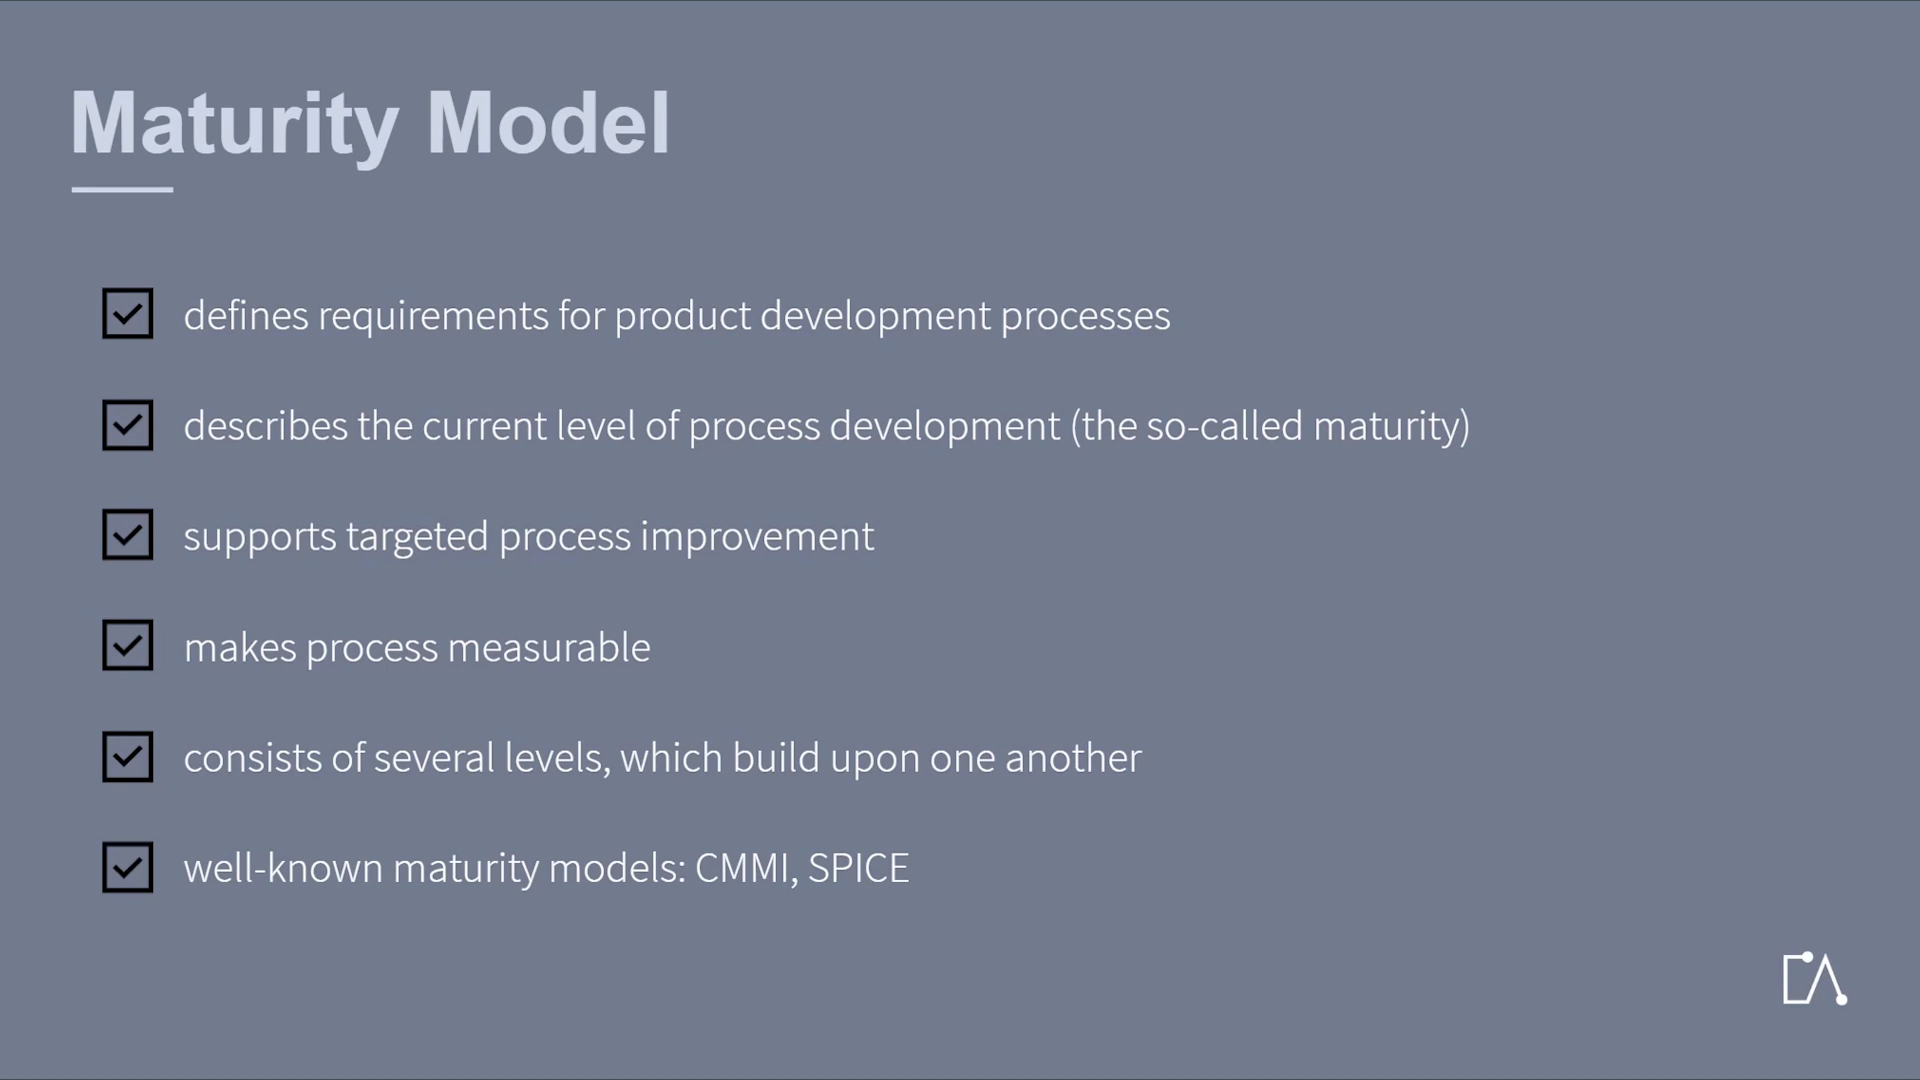 Maturity Model
defines requirements for product development processes
describes the current level of process development (the so-called maturity)
supports targeted process improvement
makes process measurable
consists of several levels, which build upon one another
well-known maturity models: CMMI, SPICE